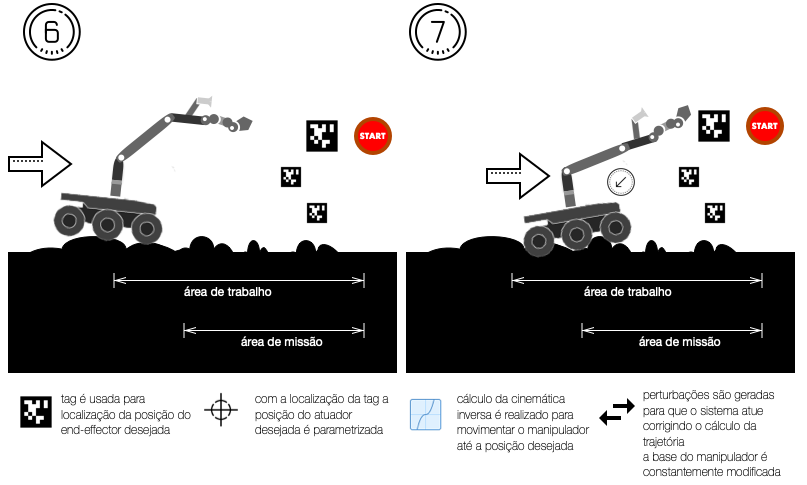 6
7
START
START
área de trabalho
área de missão
área de trabalho
área de missão
tag é usada para
localização da posição do
end-effector desejada
com a localização da tag a
posição do atuador
desejada é parametrizada
cálculo da cinemática
inversa é realizado para
movimentar o manipulador
até a posição desejada
perturbações são geradas
para que o sistema atue
corrigindo o cálculo da
trajetória
a base do manipulador é
constantemente modificada